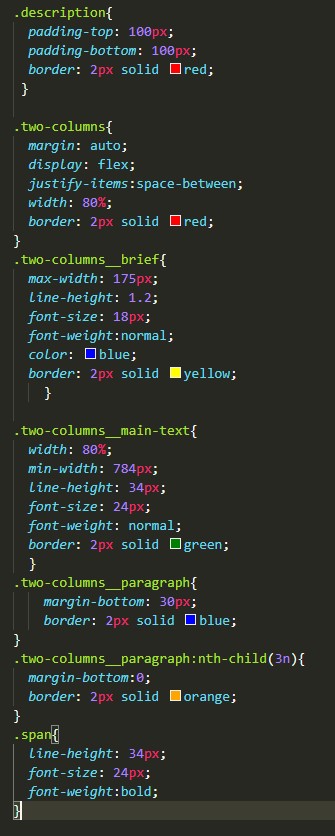 .description{
padding-top: 100px;
padding-bottom: 100px;
border: 2px solid red;
}
.two-columns{
margin: auto;
display: flex;
justify-items:space-between;
width: 80%;
border: 2px solid red;
}
.two-columns__brief{
max-width: 175px;
line-height: 1.2;
font-size: 18px;
font-weight:normal;
color: blue;
border: 2px solid yellow;
}
.two-columns__main-text{
width: 80%;
min-width: 784px;
line-height: 34px;
font-size: 24px;
font-weight: normal;
border: 2px solid green;
}
.two-columns__paragraph{
margin-bottom: 30px;
border: 2px solid blue;
}
.two-columns__paragraph:nth-child(3n){
margin-bottom:0;
border: 2px solid orange;
}
.span{
line-height: 34px;
font-size: 24px;
font-weight:bold;
}